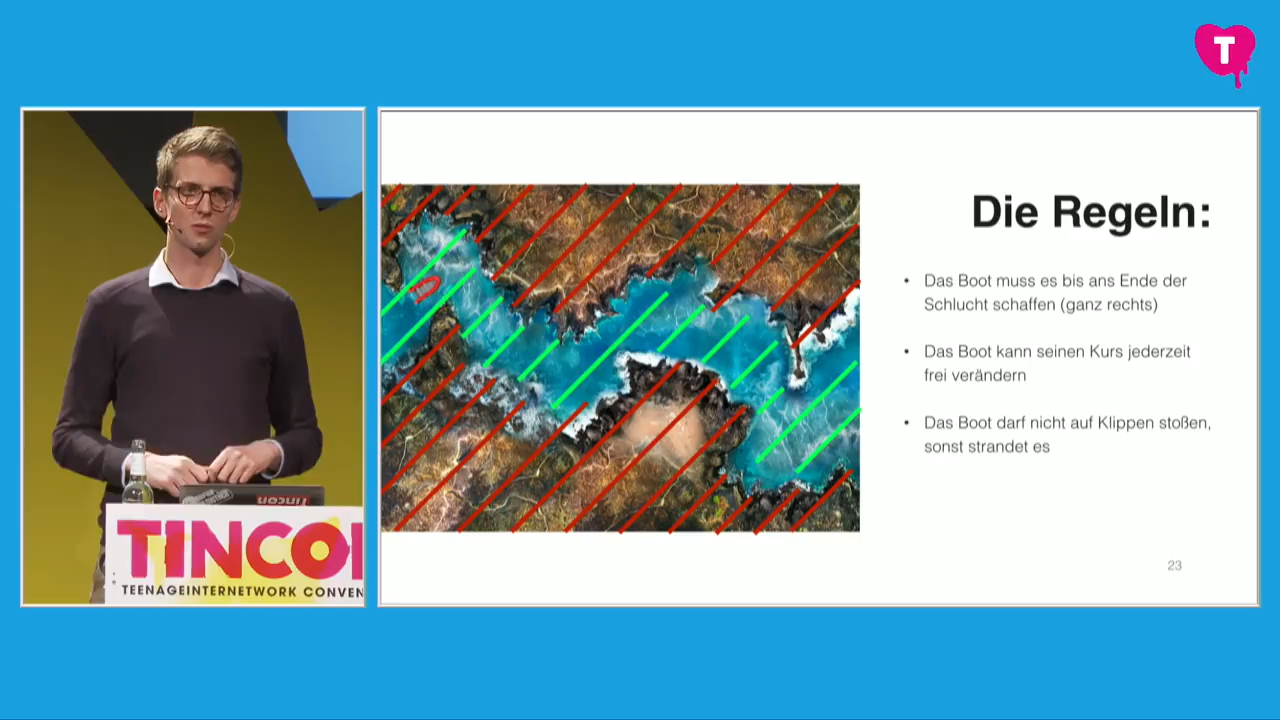 T
Die Regeln:
• Das Boot muss es bis ans Ende der
Schlucht schaffen (ganz rechts)
• Das Boot kann seinen Kurs jederzeit
frei verändern
• Das Boot darf nicht auf Klippen stoßen,
sonst strandet es
23
TINCON
TINCO
TEENAGEINTERNETWORK CONVEN